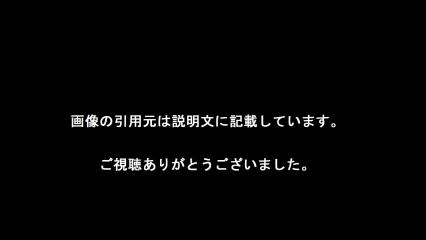 画像の引用元は説明文に記載しています。
ご視聴ありがとうございました。